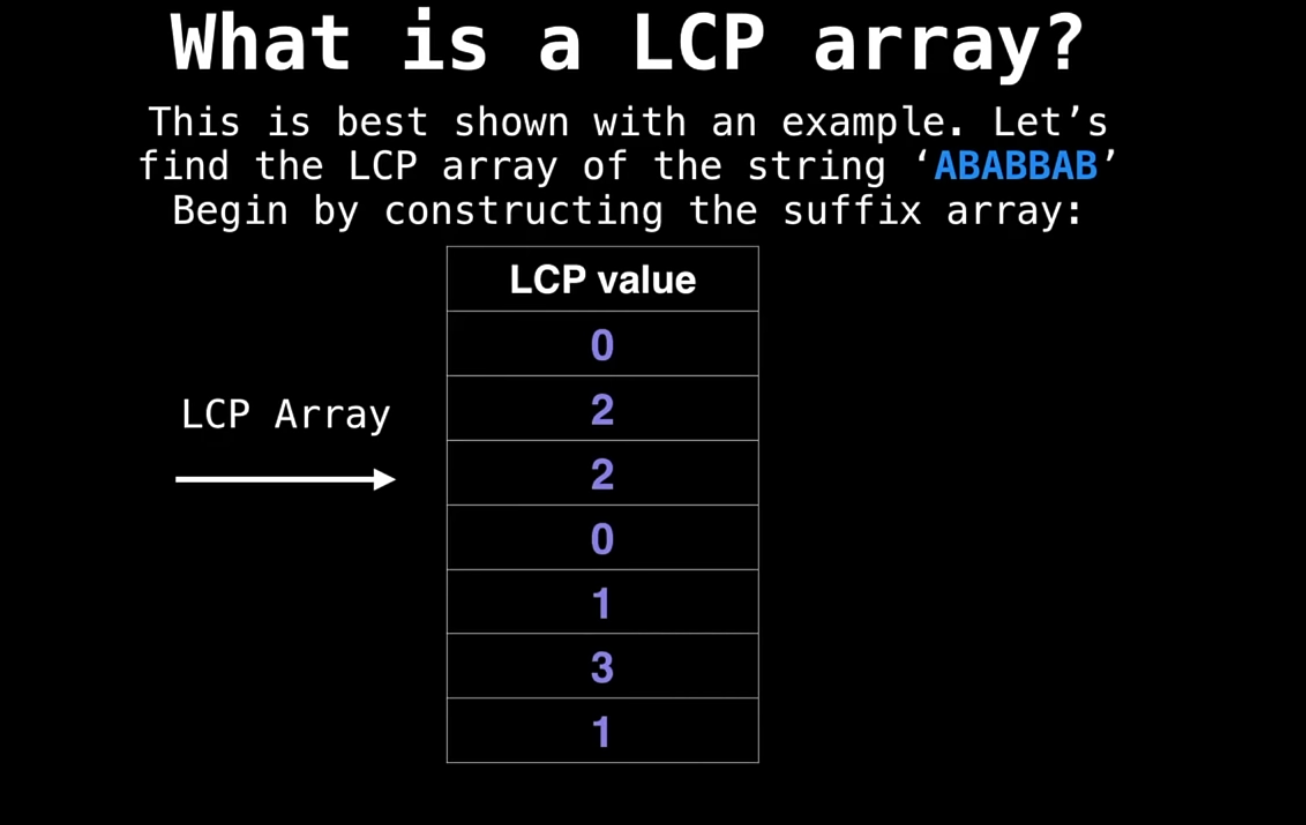 What is a LCP array?
This is best shown with an example. Let’s
find the LCP array of the string ‘ABABBAB’
Begin by constructing the suffix array:
LCP value
0
LCP Array
2
2
0
1
3
1